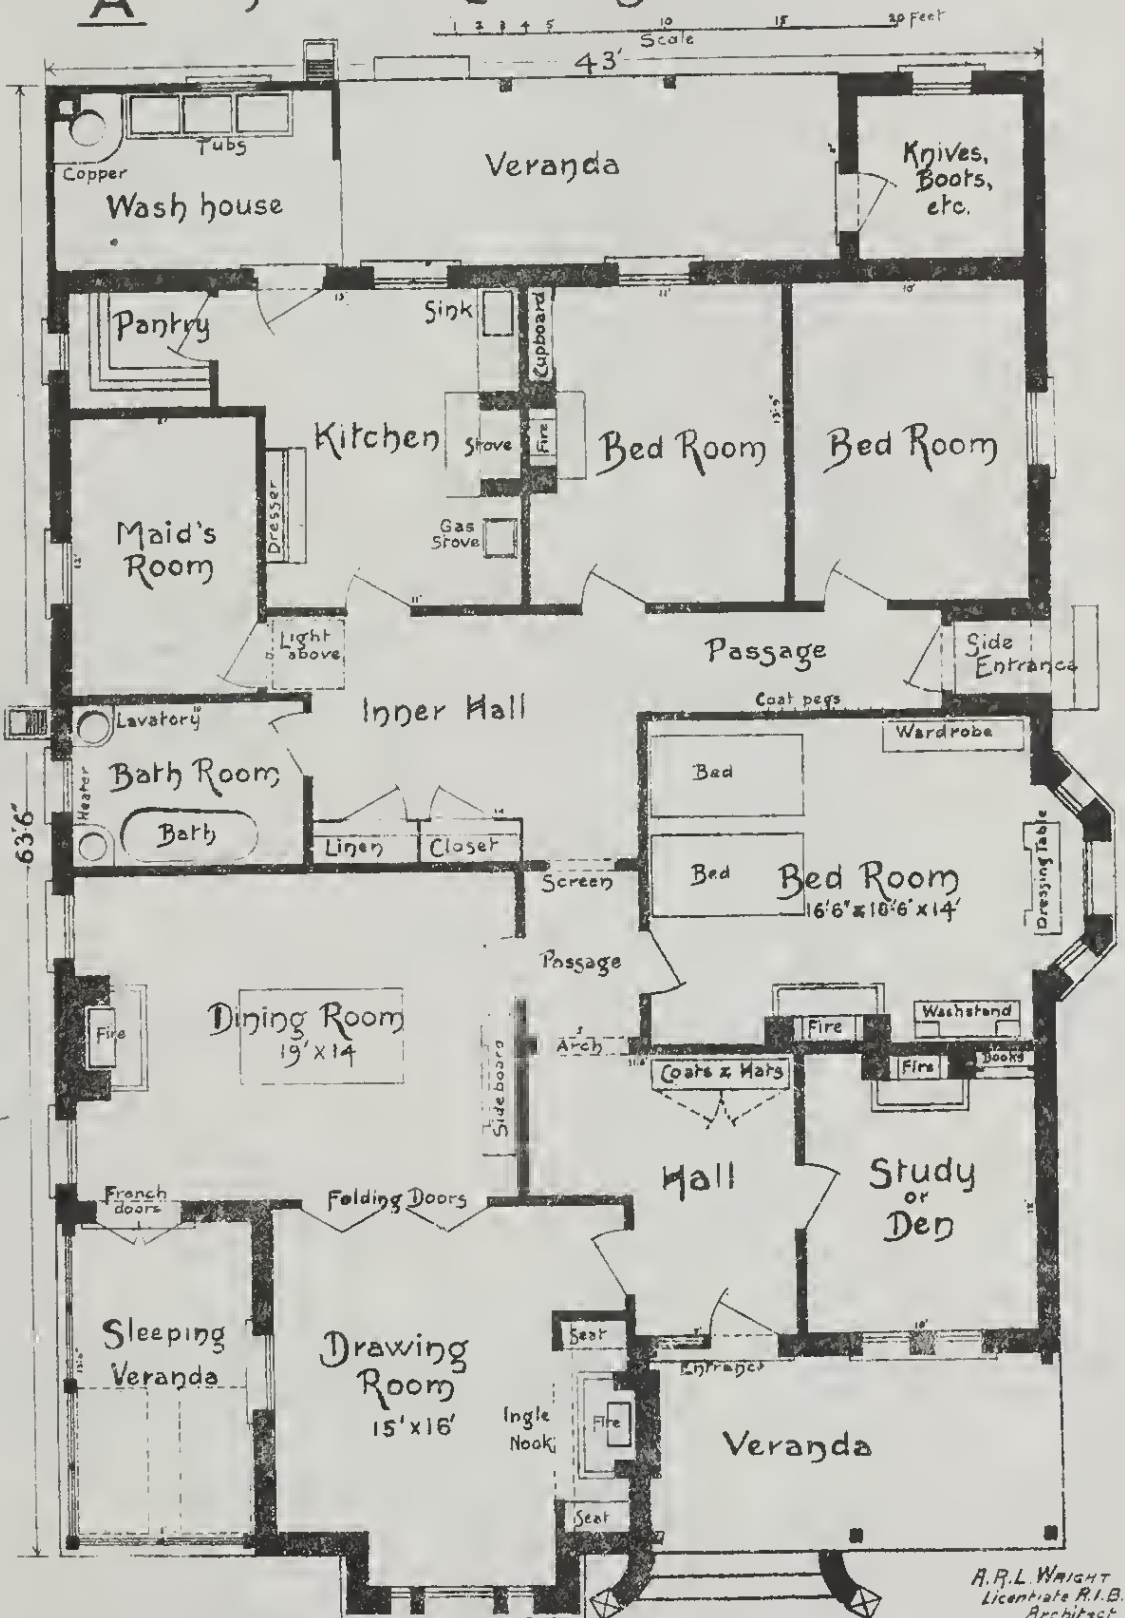 A
1 2 3 4 5 10 15 20 Feet
Scale
43'
Tubs
Copper
Wash house
Veranda
Knives,
Boots,
etc.
Pantry
Sink
Cupboard
Kitchen
Stove
Fire
Bed Room
13'9"
Bed Room
Dresser
Gas
Stove
Maid's
Room
12'
11'
Light
above
Passage
Side
Entrance
Coat pegs
Inner Hall
Lavatory
Bath Room
Heater
Bath
Linen
Closet
63'6"
Wardrobe
Bed
Bed
Bed Room
Dressing Table
Screen
Passage
Dining Room
19' X 14
Fire
Sideboard
Arch
Fire
Washstand
Fire
Books
Coats & Hats
Hall
Study
or
Den
French
doors
Folding Doors
Sleeping
Veranda
Drawing
Room
15' X 16'
Seat
Ingle
Nook
Fire
Seat
Entrance
Veranda
A.R.L. WRIGHT
Licentiate R.I.B.
Architect